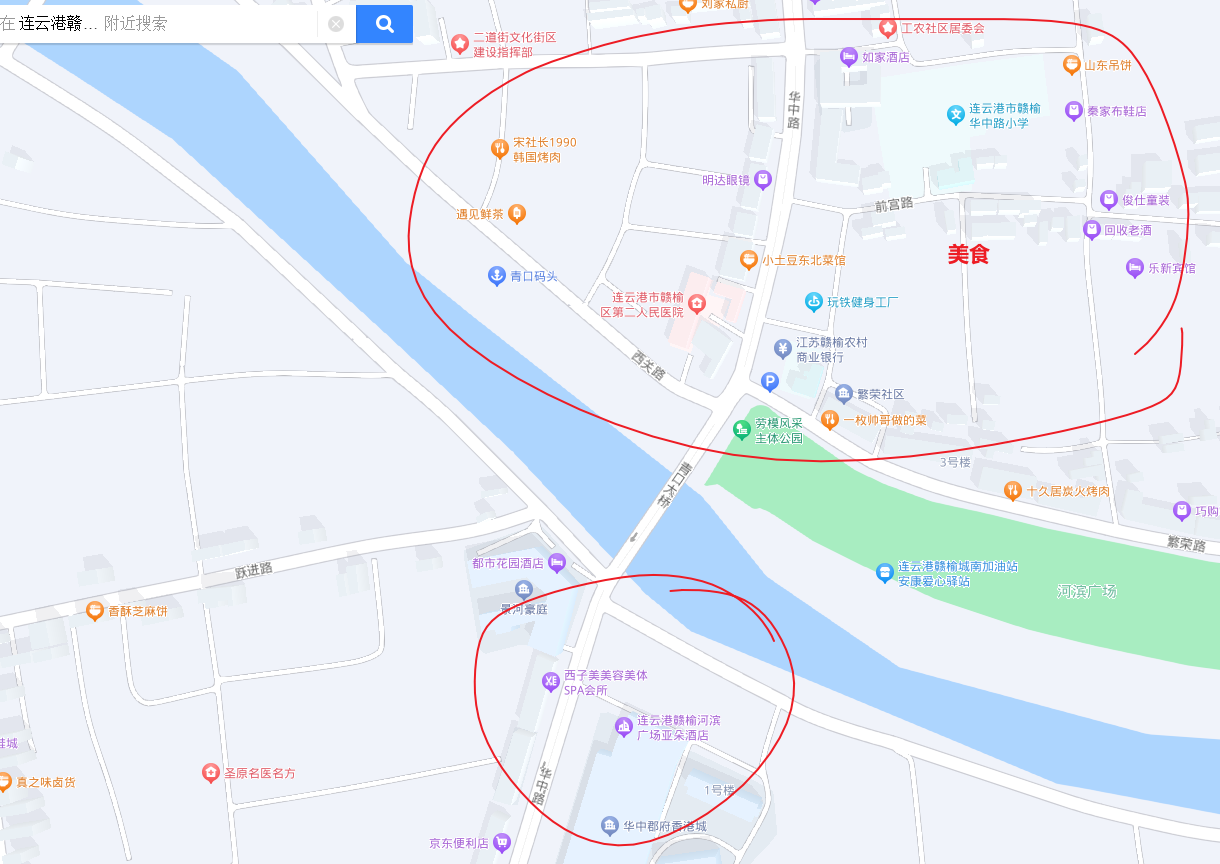 在 连云港赣... 附近搜索
刘家私厨
二道街文化街区
建设指挥部
工农社区居委会
如家酒店
山东吊饼
华中路
连云港市赣榆
华中路小学
秦家布鞋店
宋社长1990
韩国烤肉
明达眼镜
俊仕童装
遇见鲜茶
前宫路
回收老酒
美食
小土豆东北菜馆
乐新宾馆
青口码头
连云港市赣榆
区第二人民医院
玩铁健身工厂
江苏赣榆农村
商业银行
西关路
P
繁荣社区
劳模风采
主体公园
一枚帅哥做的菜
3号楼
青口大桥
十久居炭火烤肉
巧购
繁荣路
都市花园酒店
跃进路
连云港赣榆城南加油站
安康爱心驿站
河滨广场
景河豪庭
香酥芝麻饼
西子美美容美体
SPA会所
连云港赣榆河滨
广场亚朵酒店
圣原名医名方
真之味卤货
华中路
1号楼
华中郡府香港城
京东便利店